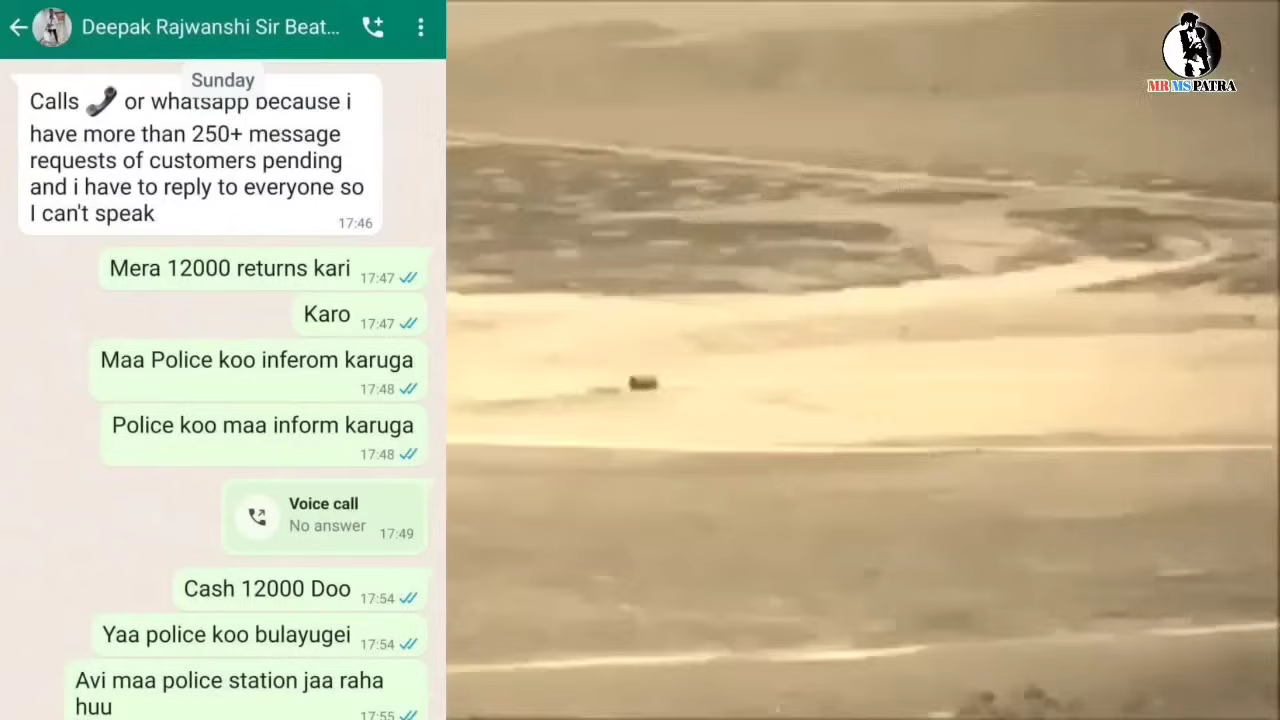 Deepak Rajwanshi Sir Beat...
Sunday
Calls or whatsapp because i
have more than 250+ message
requests of customers pending
and i have to reply to everyone so
I can't speak
17:46
Mera 12000 returns kari
17:47
Karo
17:47
Maa Police koo inferom karuga
17:48
Police koo maa inform karuga
17:48
Voice call
No answer
17:49
Cash 12000 Doo
17:54
Yaa police koo bulayugei
17:54
Avi maa police station jaa raha
huu
17:55
MR MS PATRA